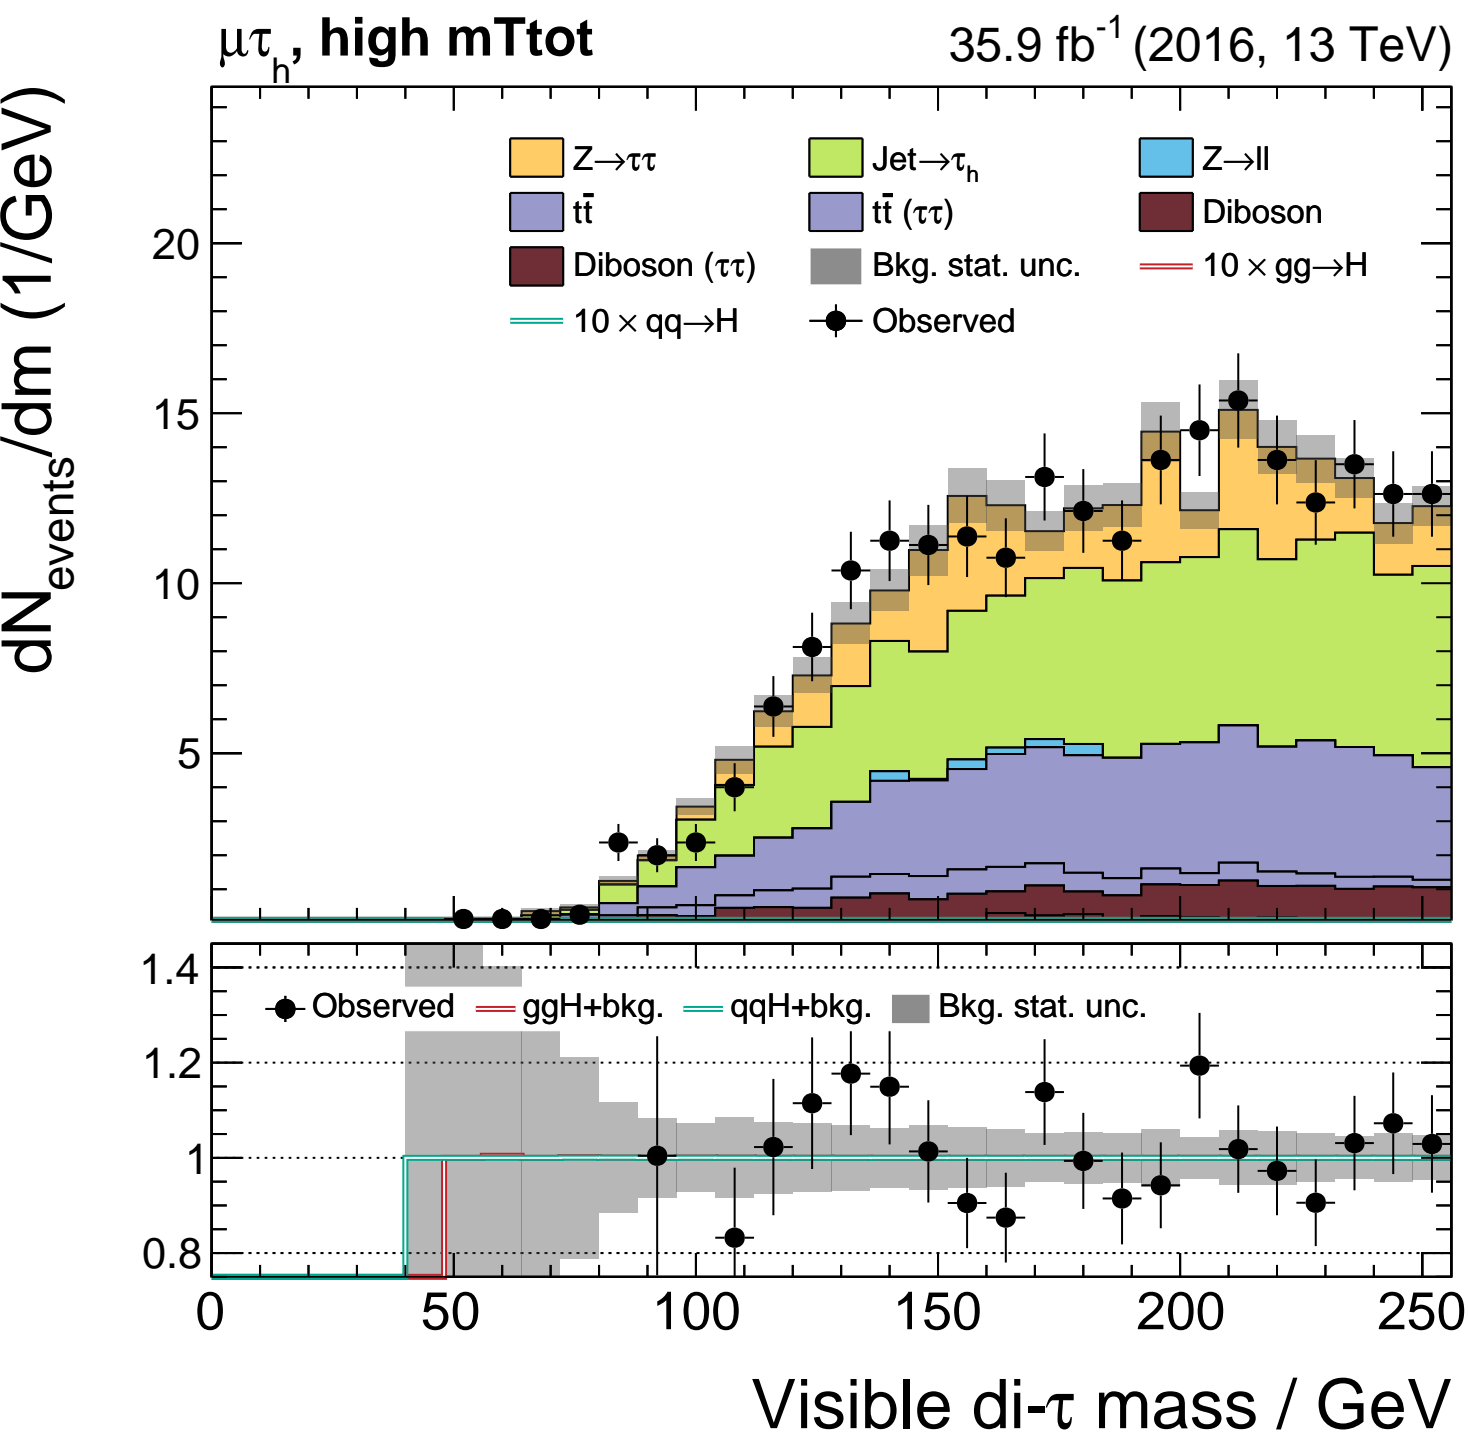 μτ_h, high mTtot 35.9 fb⁻¹ (2016, 13 TeV)
dN_events/dm (1/GeV)
Z→ττ Jet→τ_h Z→ll
tt̄ tt̄ (ττ) Diboson
Diboson (ττ) Bkg. stat. unc. 10 × gg→H
10 × qq→H Observed
20
15
10
5
1.4
Observed ggH+bkg. qqH+bkg. Bkg. stat. unc.
1.2
1
0.8
0 50 100 150 200 250
Visible di-τ mass / GeV